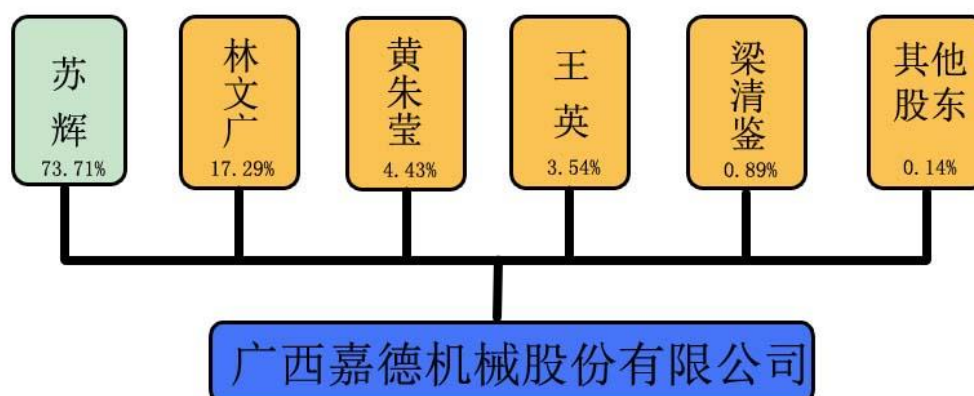 苏辉
73.71%
林文广
17.29%
黄朱莹
4.43%
王英
3.54%
梁清鉴
0.89%
其他
股东
0.14%
广西嘉德机械股份有限公司